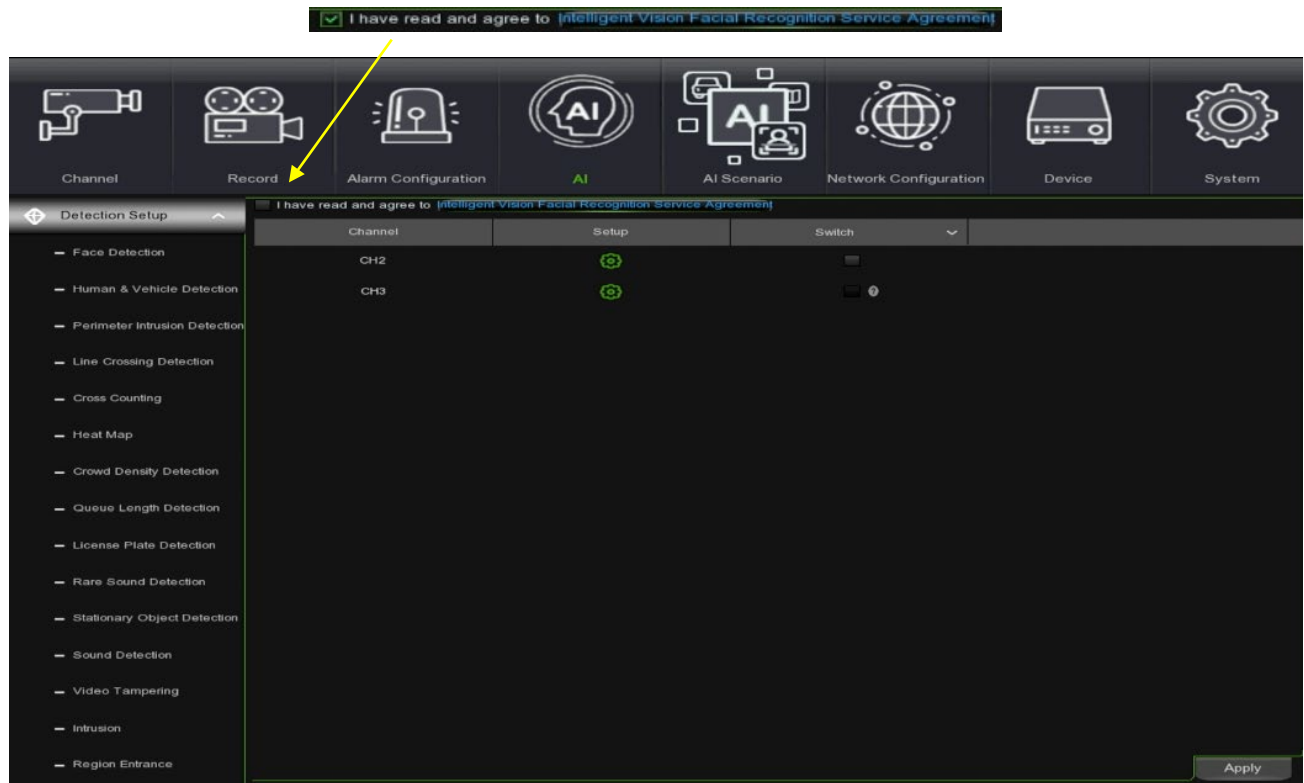 I have read and agree to Intelligent Vision Facial Recognition Service Agreement
AI
Channel Record Alarm Configuration AI AI Scenario Network Configuration Device System
Detection Setup
I have read and agree to Intelligent Vision Facial Recognition Service Agreement
Channel Setup Switch
Face Detection
CH2
Human & Vehicle Detection
CH3
Perimeter Intrusion Detection
Line Crossing Detection
Cross Counting
Heat Map
Crowd Density Detection
Queue Length Detection
License Plate Detection
Rare Sound Detection
Stationary Object Detection
Sound Detection
Video Tampering
Intrusion
Region Entrance
Apply